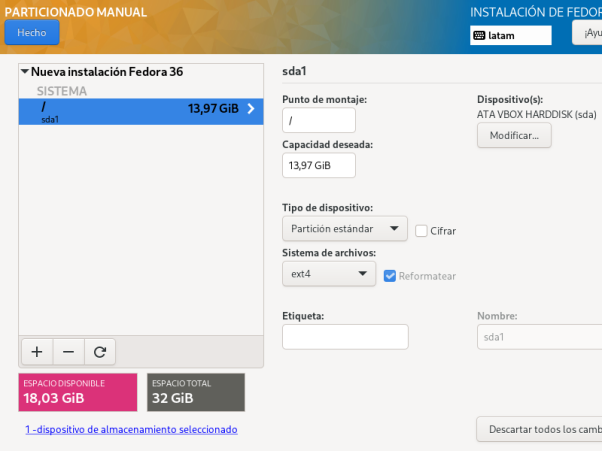 PARTICIONADO MANUAL
INSTALACIÓN DE FEDOR
Hecho
latam
¡Ayu
Nueva instalación Fedora 36
SISTEMA
/
13,97 GiB
sda1
sda1
Punto de montaje:
/
Capacidad deseada:
13,97 GiB
Dispositivo(s):
ATA VBOX HARDDISK (sda)
Modificar...
Tipo de dispositivo:
Partición estándar
Cifrar
Sistema de archivos:
ext4
Reformatear
Etiqueta:
Nombre:
sda1
+ −
ESPACIO DISPONIBLE
18,03 GiB
ESPACIO TOTAL
32 GiB
1 -dispositivo de almacenamiento seleccionado
Descartar todos los camb